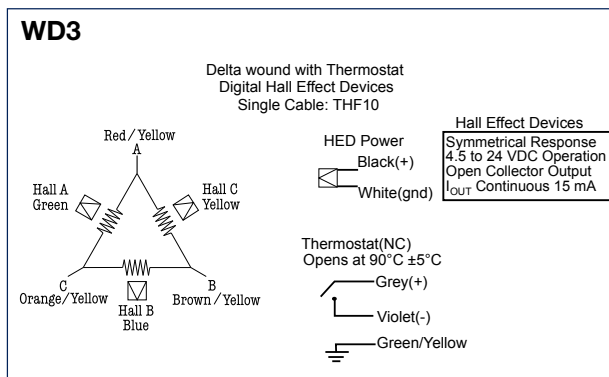 WD3
Delta wound with Thermostat
Digital Hall Effect Devices
Single Cable: THF10
Red/Yellow
A
Hall A
Green
Hall C
Yellow
C
Orange/Yellow
Hall B
Blue
B
Brown/Yellow
HED Power
Black(+)
White(gnd)
Hall Effect Devices
Symmetrical Response
4.5 to 24 VDC Operation
Open Collector Output
IOUT Continuous 15 mA
Thermostat(NC)
Opens at 90°C ±5°C
Grey(+)
Violet(-)
Green/Yellow